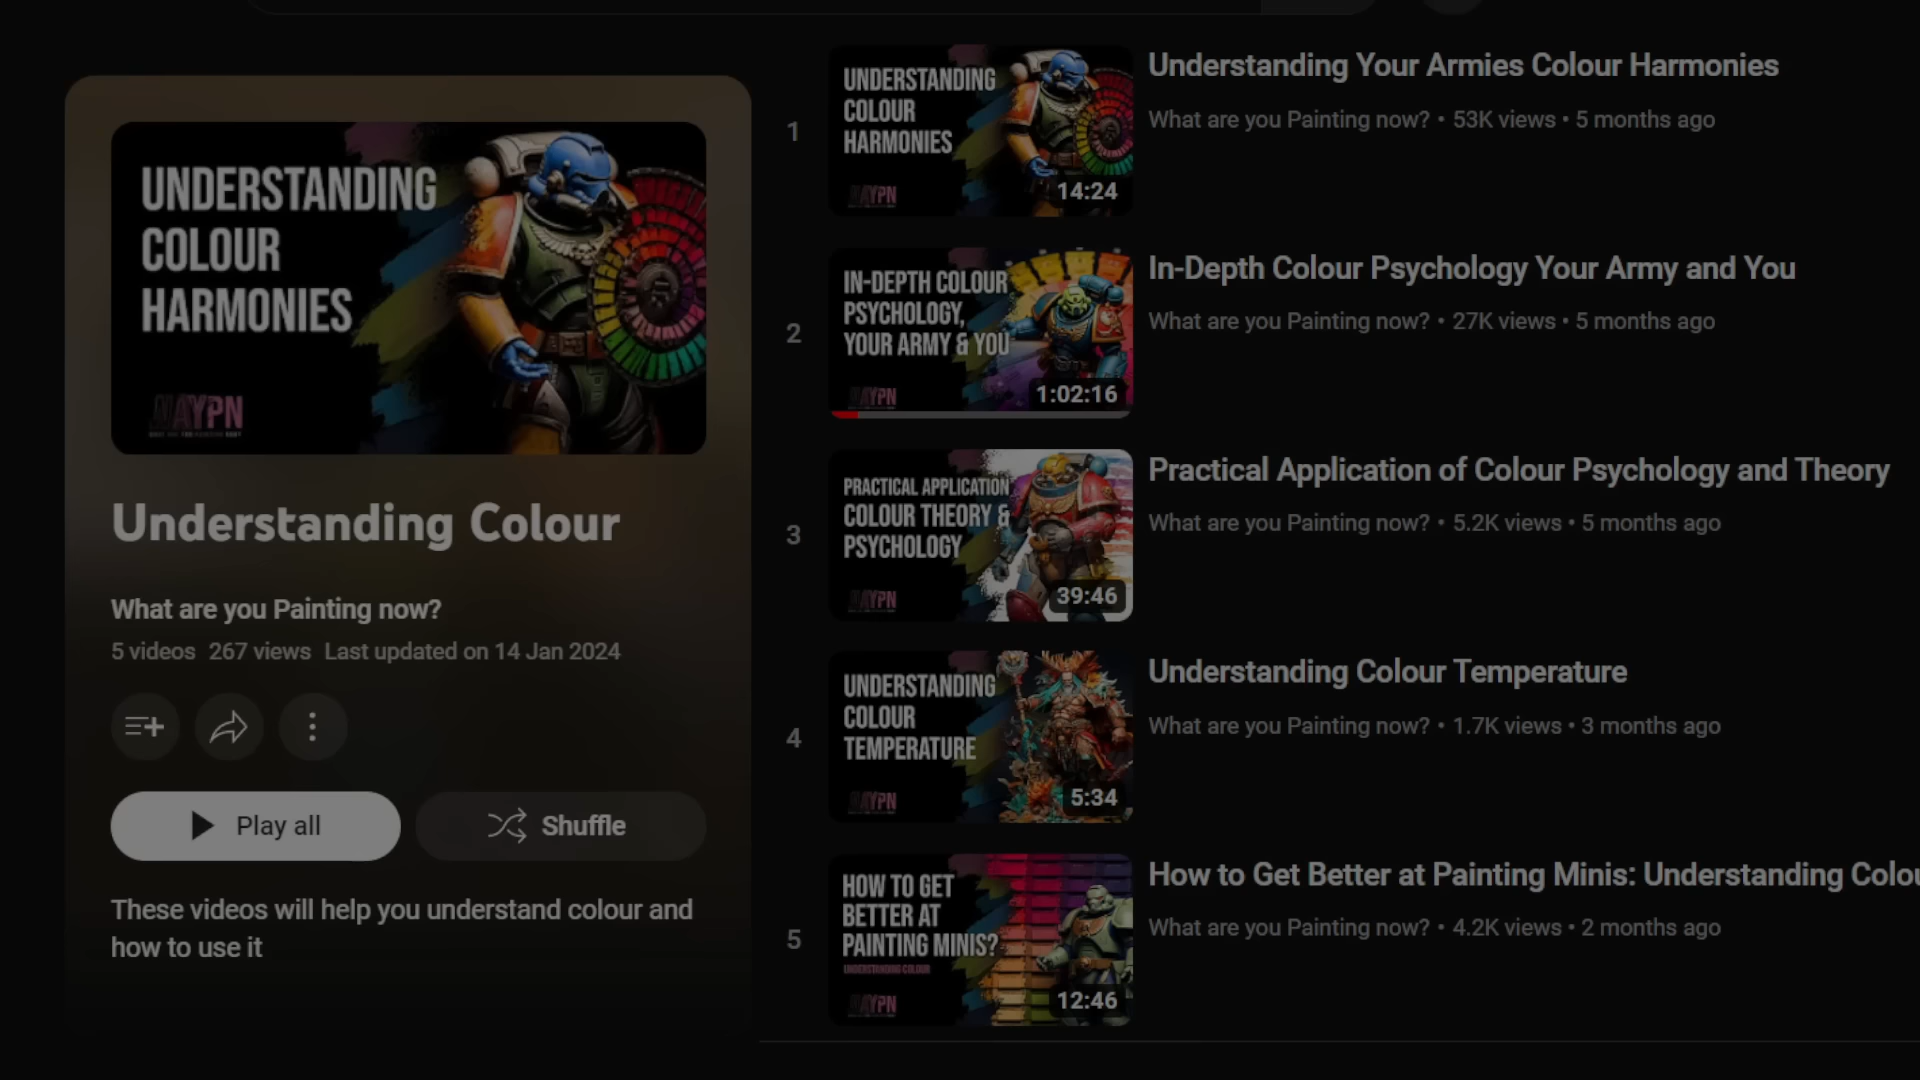 UNDERSTANDING
COLOUR
HARMONIES
Understanding Colour
What are you Painting now?
5 videos 267 views Last updated on 14 Jan 2024
Play all
Shuffle
These videos will help you understand colour and
how to use it
1
UNDERSTANDING
COLOUR
HARMONIES
14:24
Understanding Your Armies Colour Harmonies
What are you Painting now? • 53K views • 5 months ago
2
IN-DEPTH COLOUR
PSYCHOLOGY,
YOUR ARMY & YOU
1:02:16
In-Depth Colour Psychology Your Army and You
What are you Painting now? • 27K views • 5 months ago
3
PRACTICAL APPLICATION
COLOUR THEORY &
PSYCHOLOGY
39:46
Practical Application of Colour Psychology and Theory
What are you Painting now? • 5.2K views • 5 months ago
4
UNDERSTANDING
COLOUR
TEMPERATURE
5:34
Understanding Colour Temperature
What are you Painting now? • 1.7K views • 3 months ago
5
HOW TO GET
BETTER AT
PAINTING MINIS?
UNDERSTANDING COLOUR
12:46
How to Get Better at Painting Minis: Understanding Colou
What are you Painting now? • 4.2K views • 2 months ago